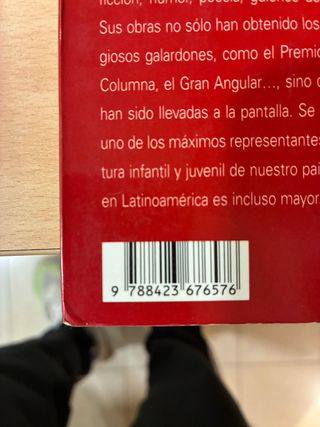 ficción, humor, poesía, guiones de
Sus obras no sólo han obtenido los
giosos galardones, como el Premio
Columna, el Gran Angular..., sino
han sido llevadas a la pantalla. Se
uno de los máximos representantes
tura infantil y juvenil de nuestro paí
en Latinoamérica es incluso mayor
9 788423 676576